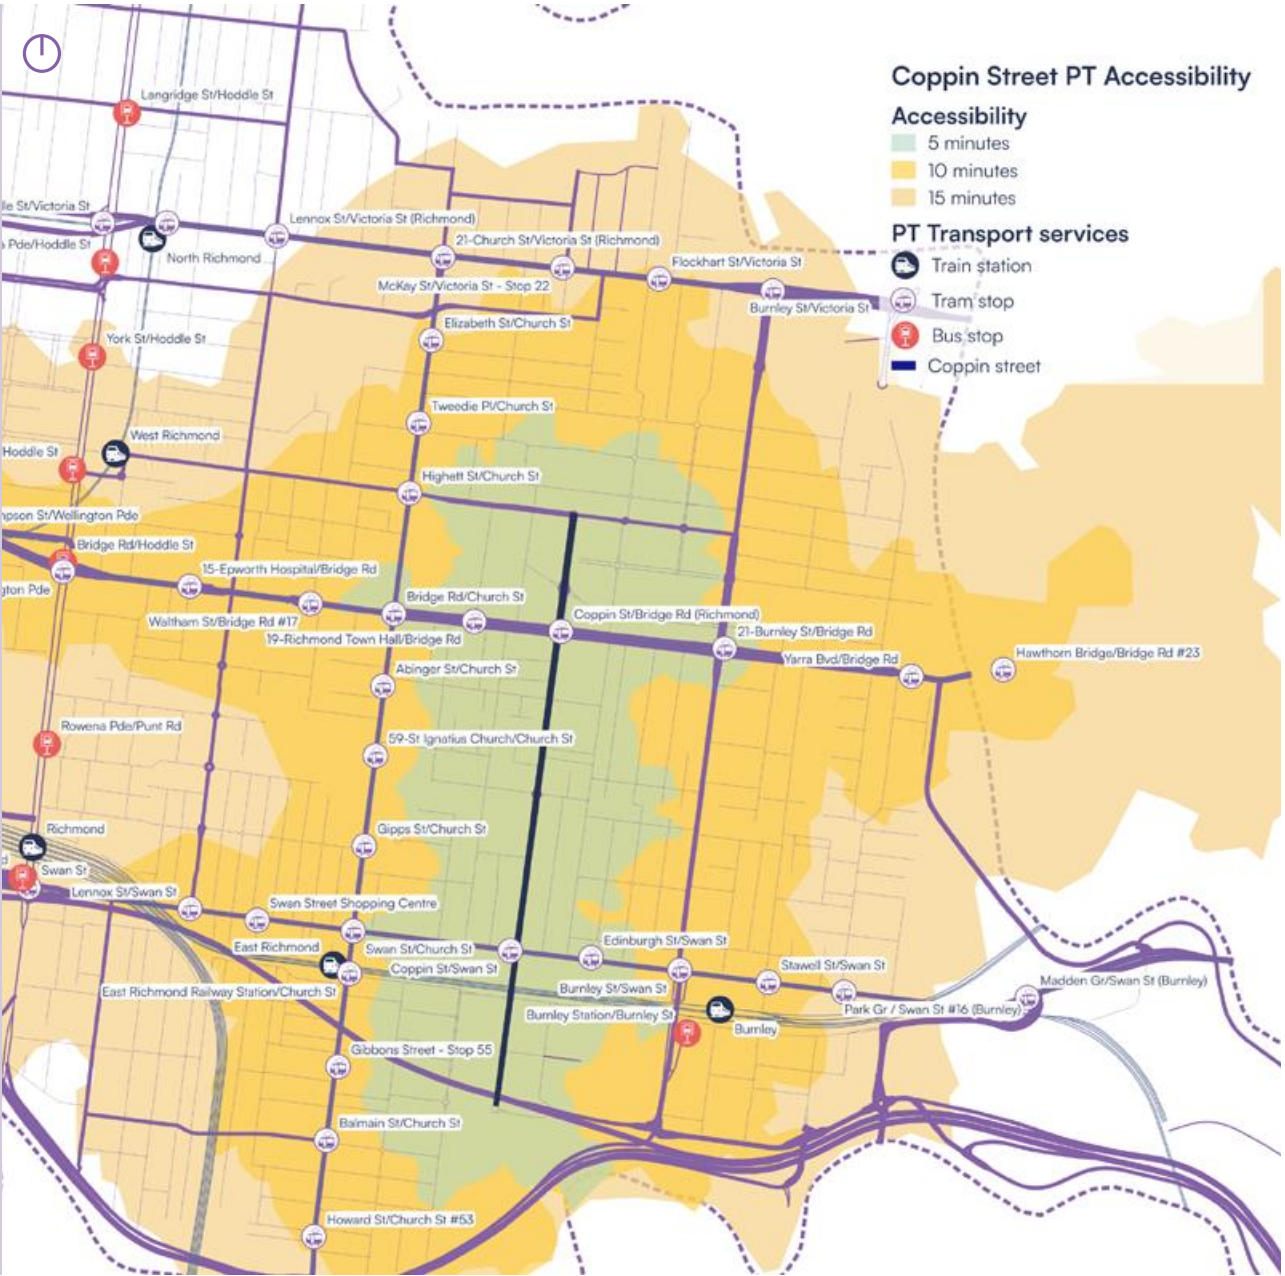 Coppin Street PT Accessibility
Accessibility
5 minutes
10 minutes
15 minutes
PT Transport services
Train station
Tram stop
Bus stop
Coppin street
Langridge St/Hoddle St
le St/Victoria St
Lennox St/Victoria St (Richmond)
Pde/Hoddle St
North Richmond
21-Church St/Victoria St (Richmond)
Flockhart St/Victoria St
McKay St/Victoria St - Stop 22
Burnley St/Victoria St
Elizabeth St/Church St
York St/Hoddle St
Tweedie Pl/Church St
West Richmond
Hoddle St
Highett St/Church St
npson St/Wellington Pde
Bridge Rd/Hoddle St
15-Epworth Hospital/Bridge Rd
gton Pde
Bridge Rd/Church St
Coppin St/Bridge Rd (Richmond)
Waltham St/Bridge Rd #17
19-Richmond Town Hall/Bridge Rd
21-Burnley St/Bridge Rd
Yarra Bvd/Bridge Rd
Hawthorn Bridge/Bridge Rd #23
Abinger St/Church St
Rowena Pde/Punt Rd
59-St Ignatius Church/Church St
Richmond
Gipps St/Church St
d
Swan St
Lennox St/Swan St
Swan Street Shopping Centre
East Richmond
Swan St/Church St
Edinburgh St/Swan St
Coppin St/Swan St
Stawell St/Swan St
East Richmond Railway Station/Church St
Burnley St/Swan St
Madden Gr/Swan St (Burnley)
Burnley Station/Burnley St
Park Gr / Swan St #16 (Burnley)
Burnley
Gibbons Street - Stop 55
Balmain St/Church St
Howard St/Church St #53